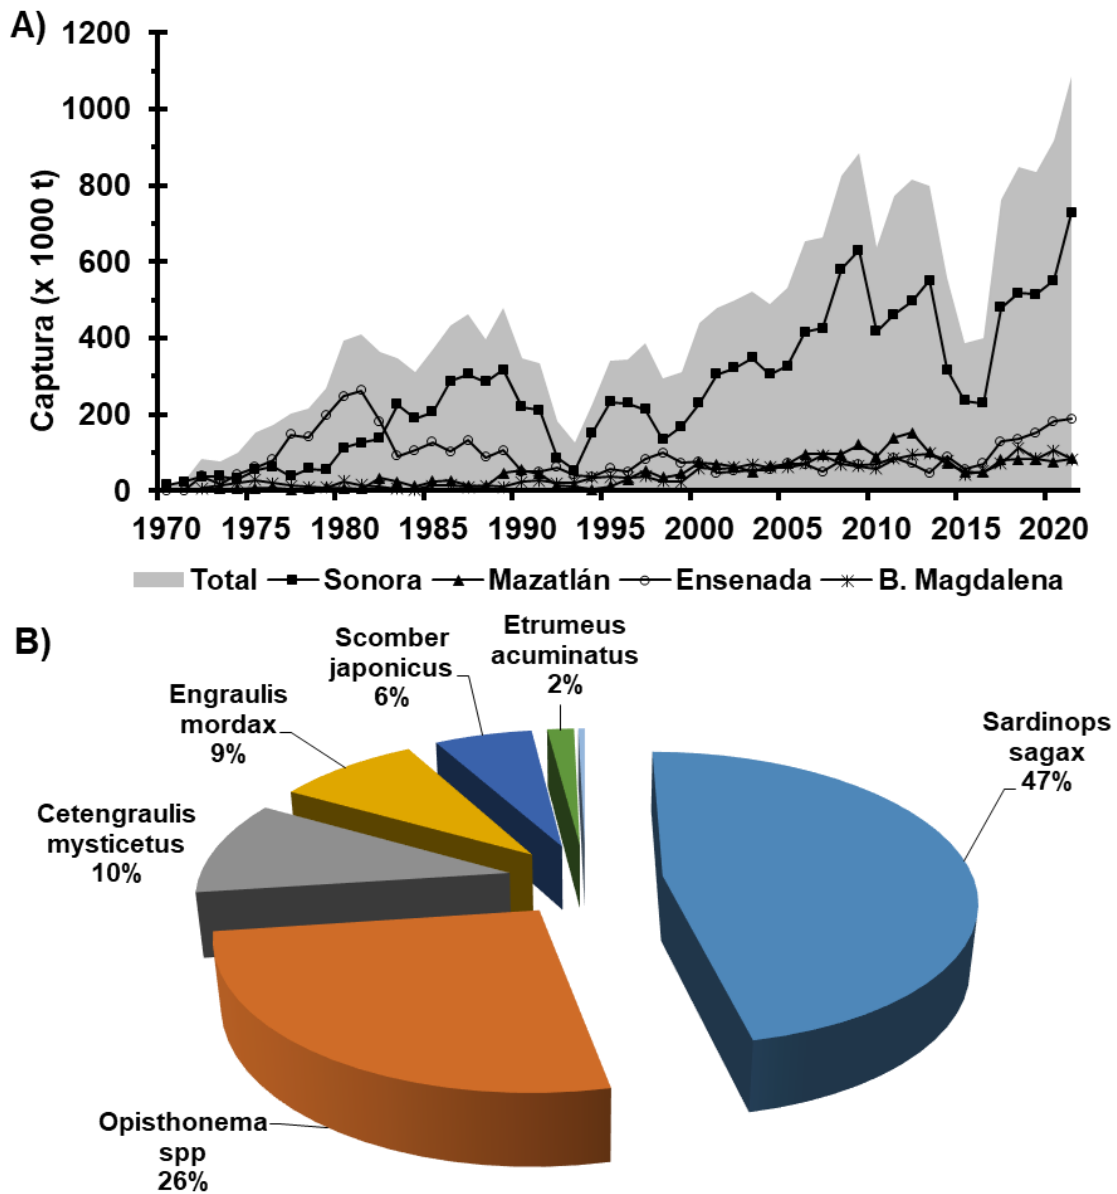 A)
Captura (x 1000 t)
1200
1000
800
600
400
200
0
1970 1975 1980 1985 1990 1995 2000 2005 2010 2015 2020
Total Sonora Mazatlán Ensenada B. Magdalena
B)
Etrumeus
acuminatus
2%
Scomber
japonicus
6%
Engraulis
mordax
9%
Sardinops
sagax
47%
Cetengraulis
mysticetus
10%
Opisthonema
spp
26%